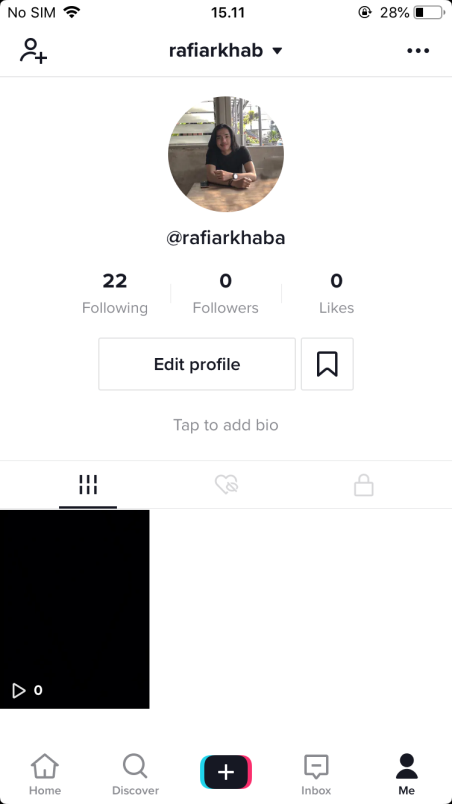 No SIM 15.11 28%
rafiarkhab
@rafiarkhaba
22 0 0
Following Followers Likes
Edit profile
Tap to add bio
0
Home Discover Inbox Me